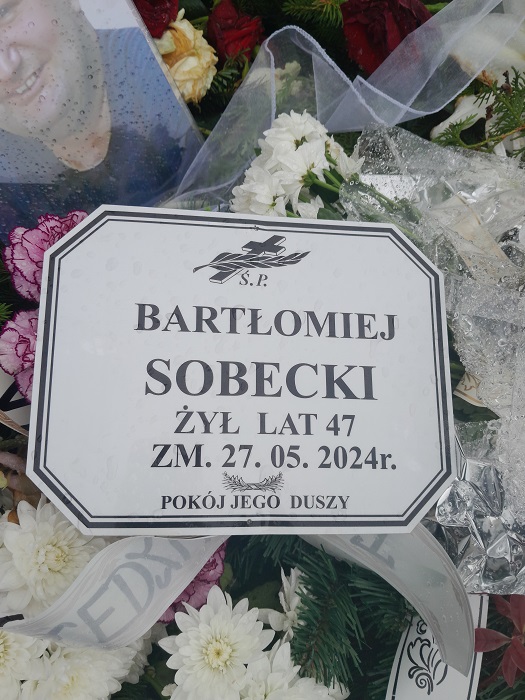 Ś.P.
BARTŁOMIEJ
SOBECKI
ŻYŁ LAT 47
ZM. 27. 05. 2024r.
POKÓJ JEGO DUSZY